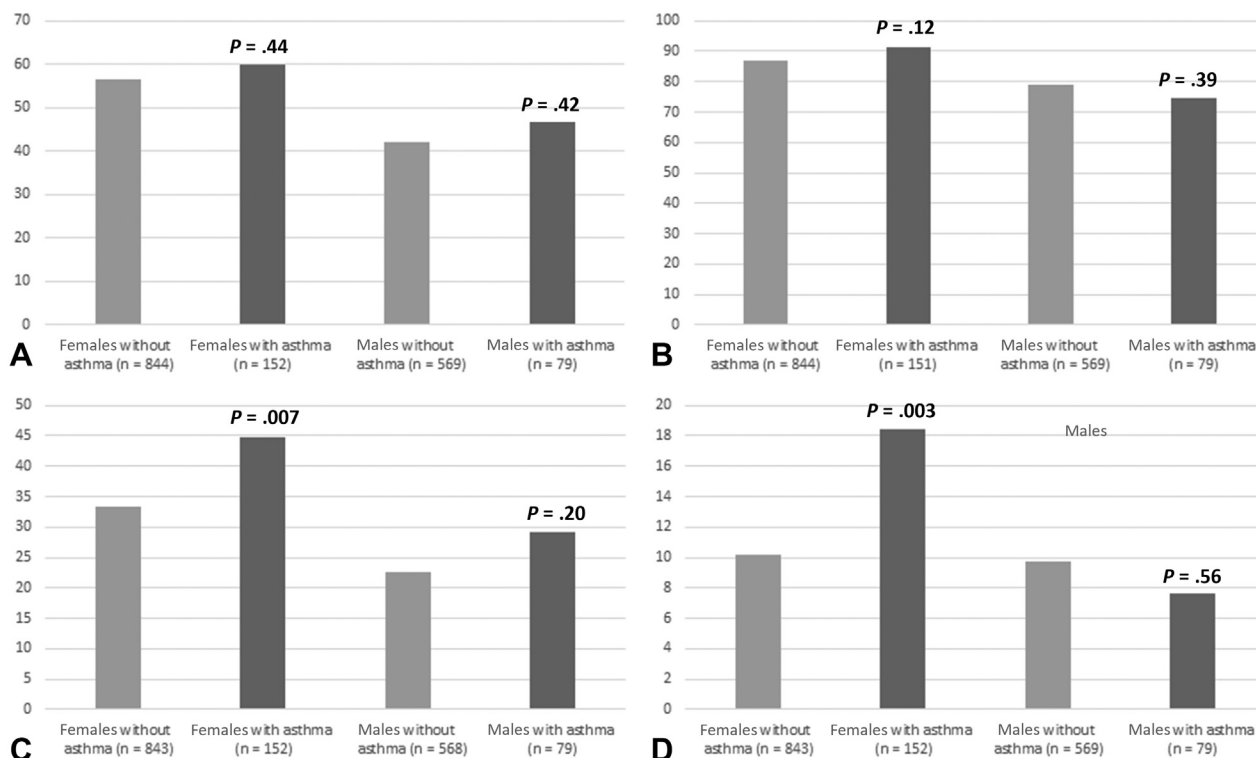 70
60
50
40
30
20
10
0
P = .44
P = .42
Females without
asthma (n = 844)
Females with asthma
(n = 152)
Males without
asthma (n = 569)
Males with asthma
(n = 79)
A
100
90
80
70
60
50
40
30
20
10
0
P = .12
P = .39
Females without
asthma (n = 844)
Females with asthma
(n = 151)
Males without
asthma (n = 569)
Males with asthma
(n = 79)
B
50
45
40
35
30
25
20
15
10
5
0
P = .007
P = .20
Females without
asthma (n = 843)
Females with asthma
(n = 152)
Males without
asthma (n = 568)
Males with asthma
(n = 79)
C
20
18
16
14
12
10
8
6
4
2
0
P = .003
Males
P = .56
Females without
asthma (n = 843)
Females with asthma
(n = 152)
Males without
asthma (n = 569)
Males with asthma
(n = 79)
D